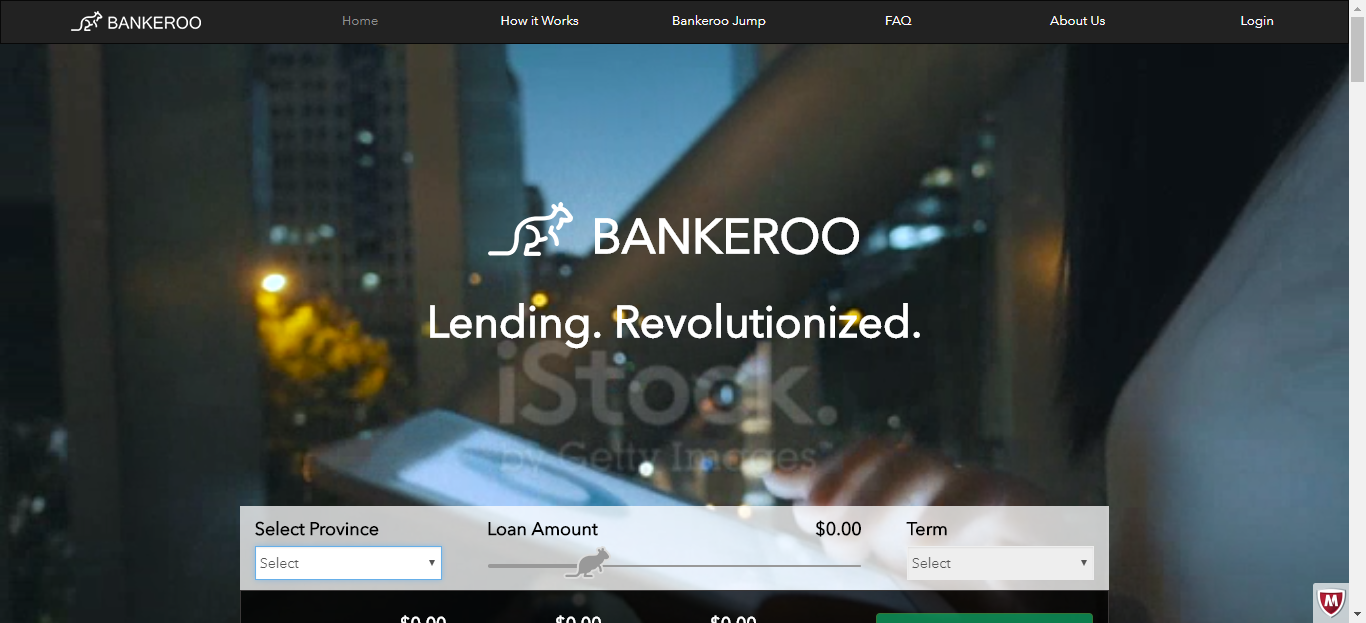 BANKEROO
Home
How it Works
Bankeroo Jump
FAQ
About Us
Login
BANKEROO
Lending. Revolutionized.
iStock.
by Getty Images™
Select Province
Loan Amount
$0.00
Term
Select
Select
$0.00
$0.00
$0.00
M